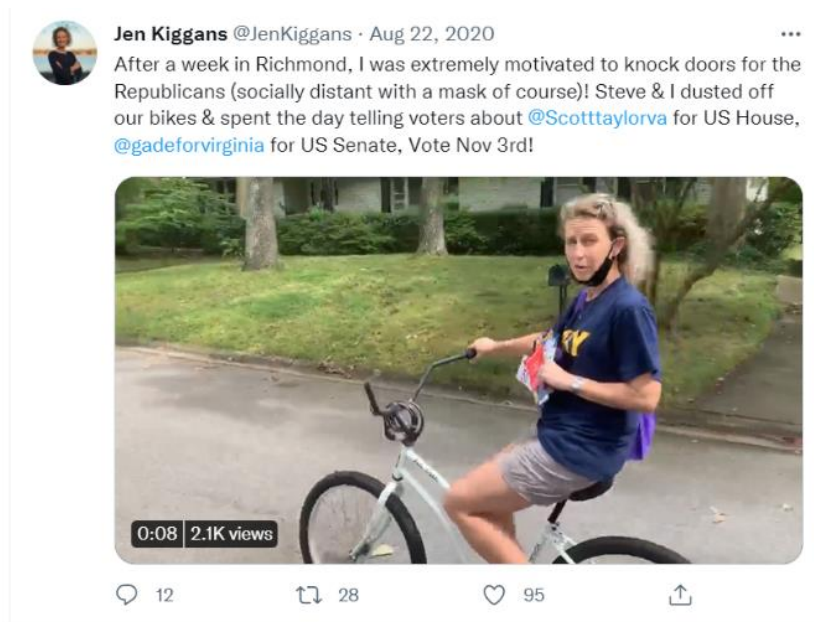 Jen Kiggans @JenKiggans · Aug 22, 2020
After a week in Richmond, I was extremely motivated to knock doors for the
Republicans (socially distant with a mask of course)! Steve & I dusted off
our bikes & spent the day telling voters about @Scotttaylorva for US House,
@gadeforvirginia for US Senate, Vote Nov 3rd!
VY
0:08 2.1K views
12 28 95